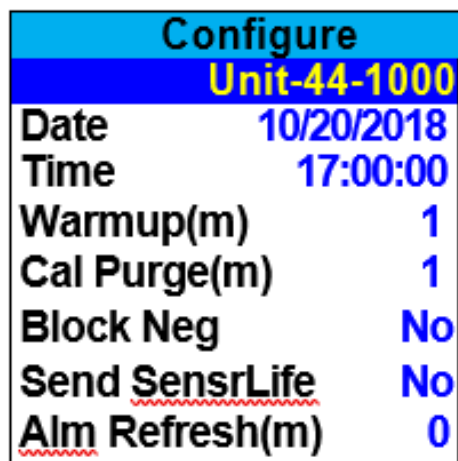 Configure
Unit-44-1000
Date 10/20/2018
Time 17:00:00
Warmup(m) 1
Cal Purge(m) 1
Block Neg No
Send SensrLife No
Alm Refresh(m) 0